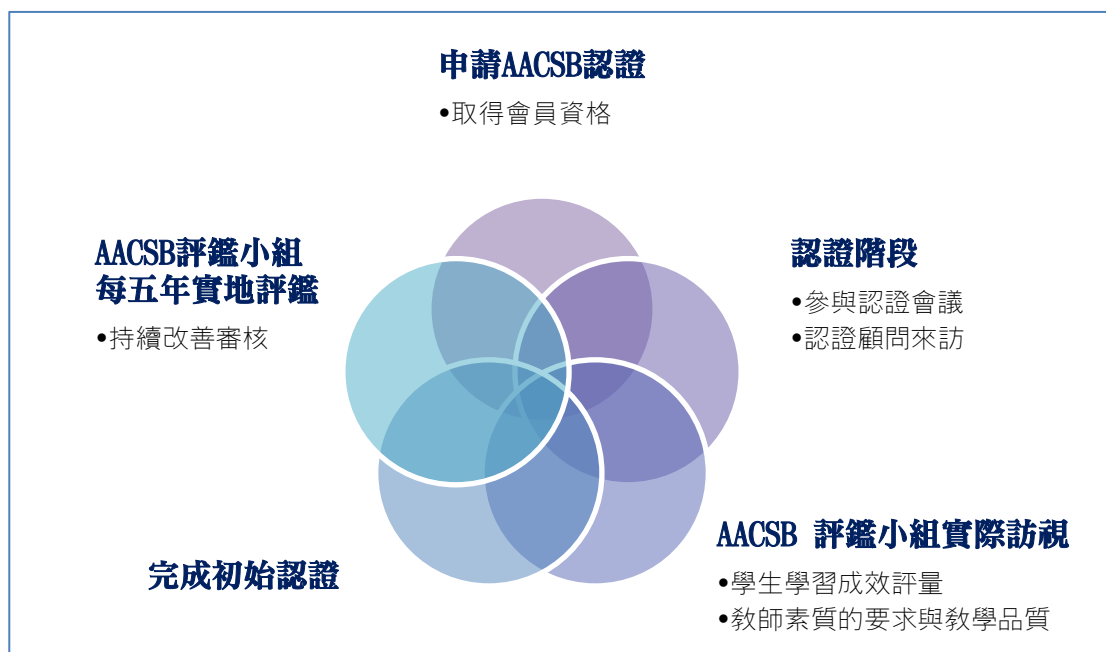 申請AACSB認證
•取得會員資格
認證階段
•參與認證會議
•認證顧問來訪
AACSB 評鑑小組實際訪視
•學生學習成效評量
•教師素質的要求與教學品質
完成初始認證
AACSB評鑑小組
每五年實地評鑑
•持續改善審核